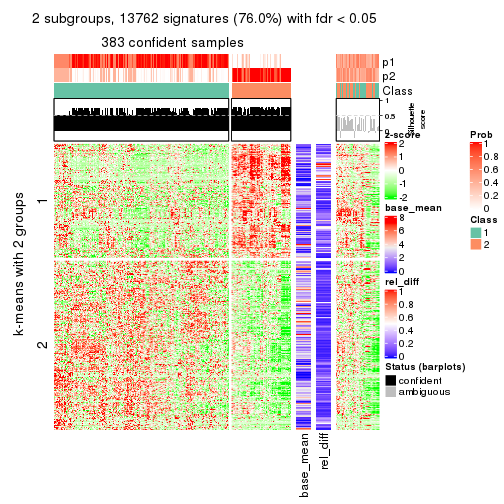 2 subgroups, 13762 signatures (76.0%) with fdr < 0.05
383 confident samples
p1
p2
Class
1
0.5
0
Silhouette
score
k-means with 2 groups
1
2
base_mean
rel_diff
z-score
2
1
0
-1
-2
base_mean
8
6
4
2
0
rel_diff
1
0.8
0.6
0.4
0.2
0
Status (barplots)
confident
ambiguous
Prob
1
0.8
0.6
0.4
0.2
0
Class
1
2